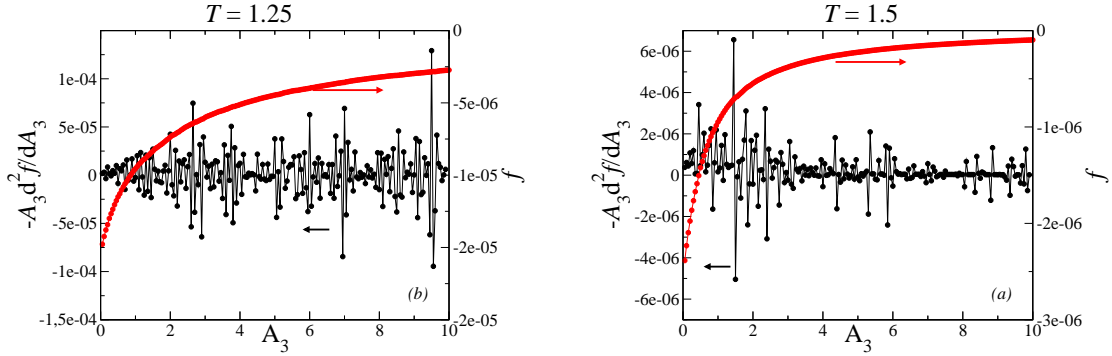 T = 1.25
-A3d²f/dA3
1e-04
5e-05
0
-5e-05
-1e-04
-1,5e-04
0
-5e-06
-1e-05
-2e-05
-2e-05
f
(b)
0 2 4 6 8 10
A3
T = 1.5
-A3d²f/dA3
6e-06
4e-06
2e-06
0
-2e-06
-4e-06
-6e-06
0
-1e-06
-2e-06
-3e-06
f
(a)
0 2 4 6 8 10
A3